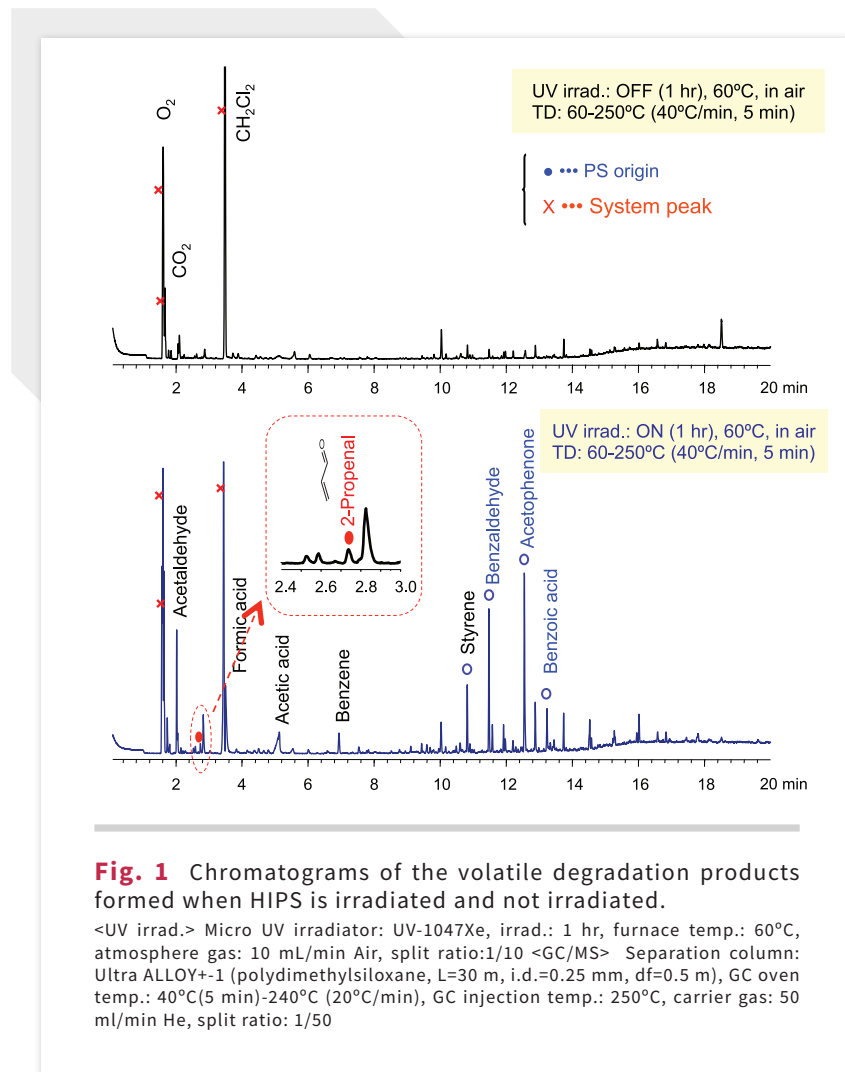 UV irrad.: OFF (1 hr), 60ºC, in air
TD: 60-250ºC (40ºC/min, 5 min)
O2
CO2
CH2Cl2
● ••• PS origin
X ••• System peak
2 4 6 8 10 12 14 16 18 20 min
UV irrad.: ON (1 hr), 60ºC, in air
TD: 60-250ºC (40ºC/min, 5 min)
Acetaldehyde
O
2-Propenal
2.4 2.6 2.8 3.0
Formic acid
Acetic acid
Benzene
Styrene
Benzaldehyde
Acetophenone
Benzoic acid
2 4 6 8 10 12 14 16 18 20 min
Fig. 1 Chromatograms of the volatile degradation products
formed when HIPS is irradiated and not irradiated.
<UV irrad.> Micro UV irradiator: UV-1047Xe, irrad.: 1 hr, furnace temp.: 60ºC,
atmosphere gas: 10 mL/min Air, split ratio:1/10 <GC/MS> Separation column:
Ultra ALLOY+-1 (polydimethylsiloxane, L=30 m, i.d.=0.25 mm, df=0.5 m), GC oven
temp.: 40ºC(5 min)-240ºC (20ºC/min), GC injection temp.: 250ºC, carrier gas: 50
ml/min He, split ratio: 1/50